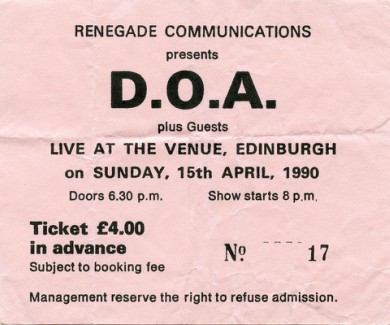 RENEGADE COMMUNICATIONS
presents
D.O.A.
plus Guests
LIVE AT THE VENUE, EDINBURGH
on SUNDAY, 15th APRIL, 1990
Doors 6.30 p.m. Show starts 8 p.m.
Ticket £4.00
in advance
Subject to booking fee
Nº ---- 17
Management reserve the right to refuse admission.